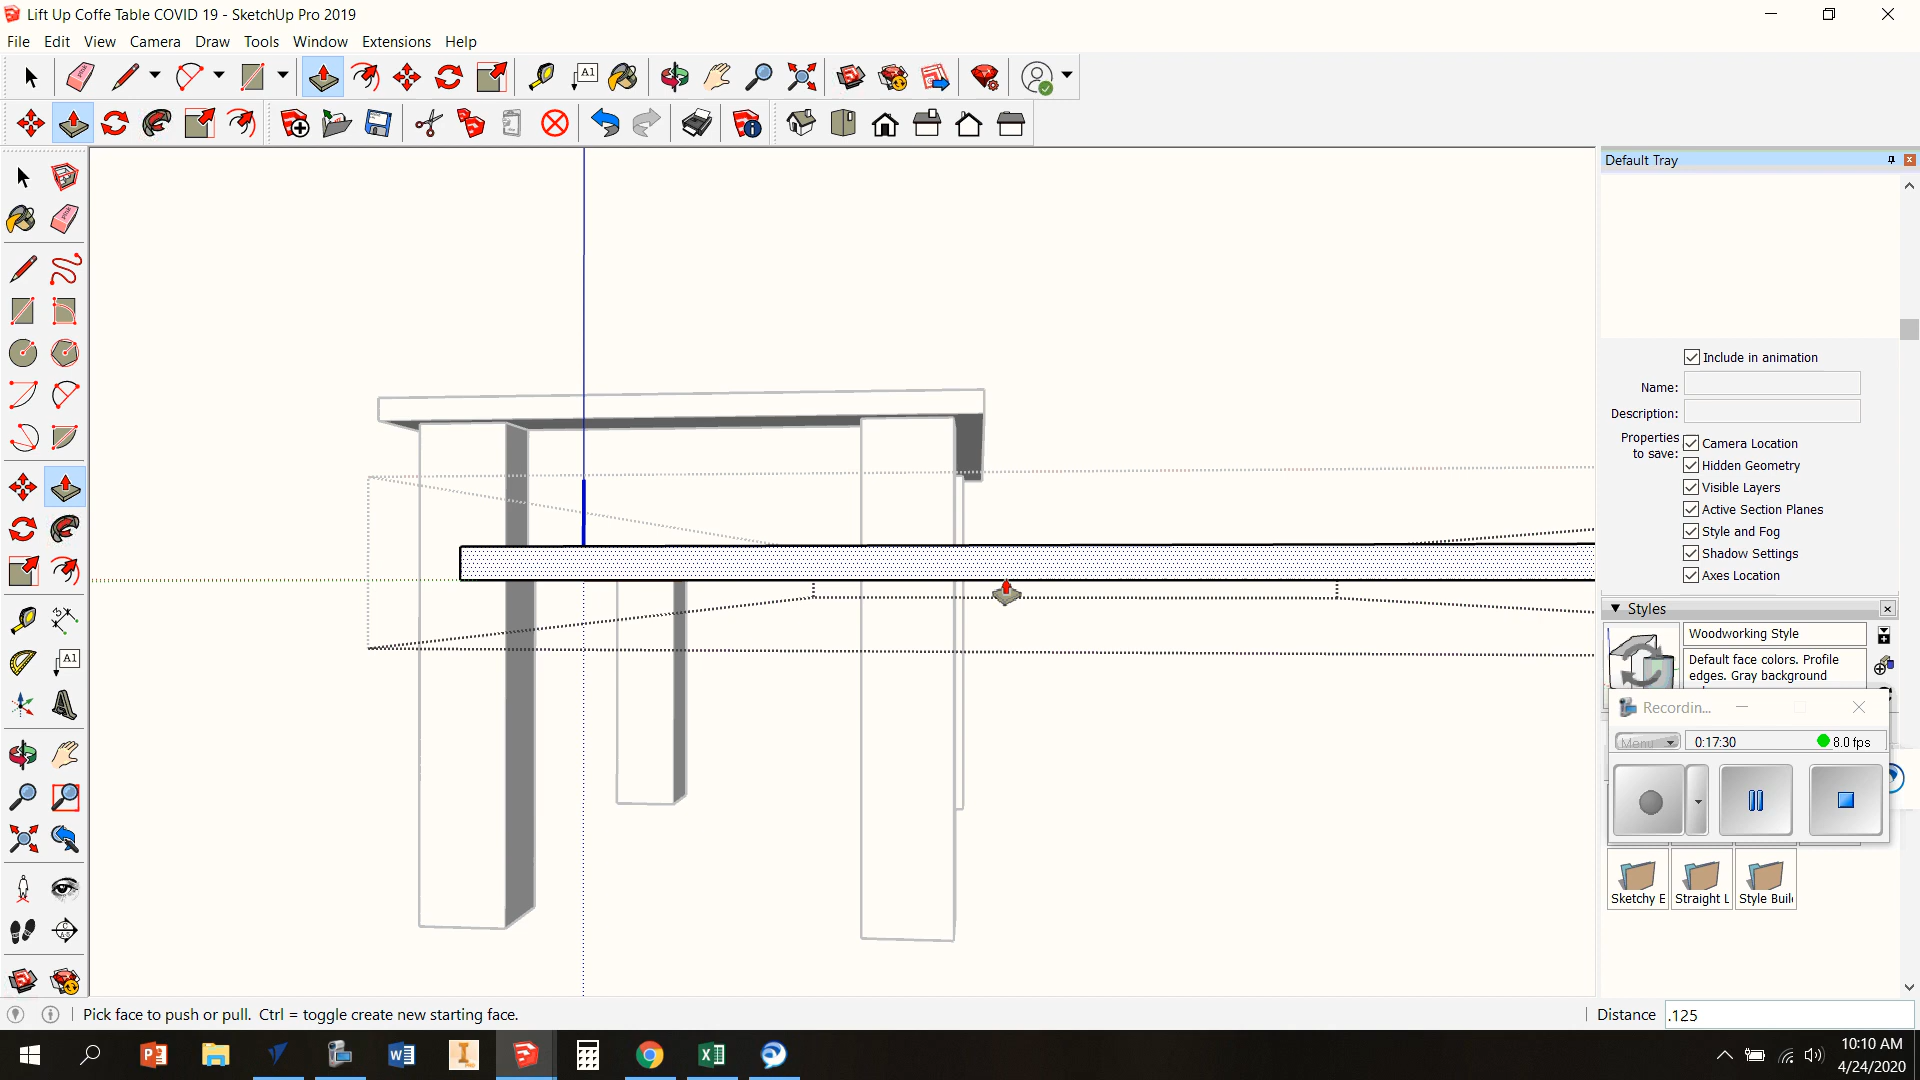 Lift Up Coffe Table COVID 19 - SketchUp Pro 2019
File Edit View Camera Draw Tools Window Extensions Help
A1
Default Tray
Include in animation
Name:
Description:
Properties to save:
Camera Location
Hidden Geometry
Visible Layers
Active Section Planes
Style and Fog
Shadow Settings
Axes Location
Styles
Woodworking Style
Default face colors. Profile
edges. Gray background
Recordin...
Menu
0:17:30
8.0 fps
A1
Sketchy E
Straight L
Style Buil
Pick face to push or pull. Ctrl = toggle create new starting face.
Distance
.125
10:10 AM
4/24/2020